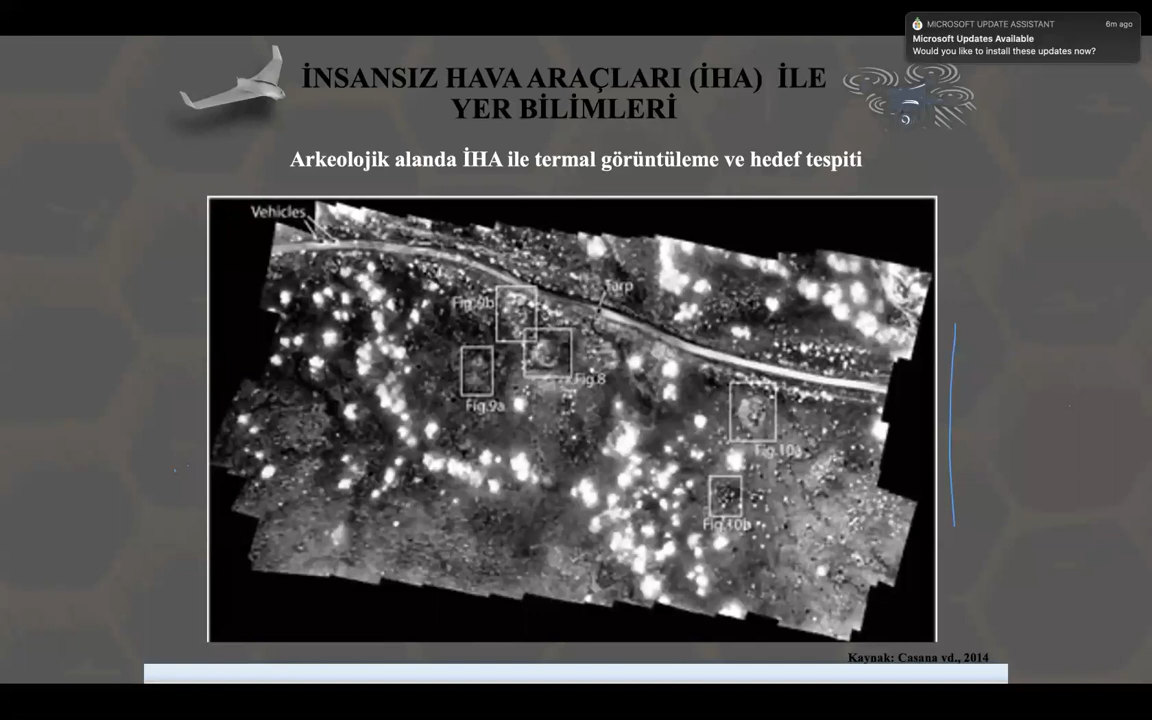 MICROSOFT UPDATE ASSISTANT 6m ago
Microsoft Updates Available
Would you like to install these updates now?
İNSANSIZ HAVA ARAÇLARI (İHA) İLE
YER BİLİMLERİ
Arkeolojik alanda İHA ile termal görüntüleme ve hedef tespiti
Vehicles
Tarp
Fig.9b
Fig.8
Fig.9a
Fig.10a
Fig.10b
Kaynak: Casana vd., 2014